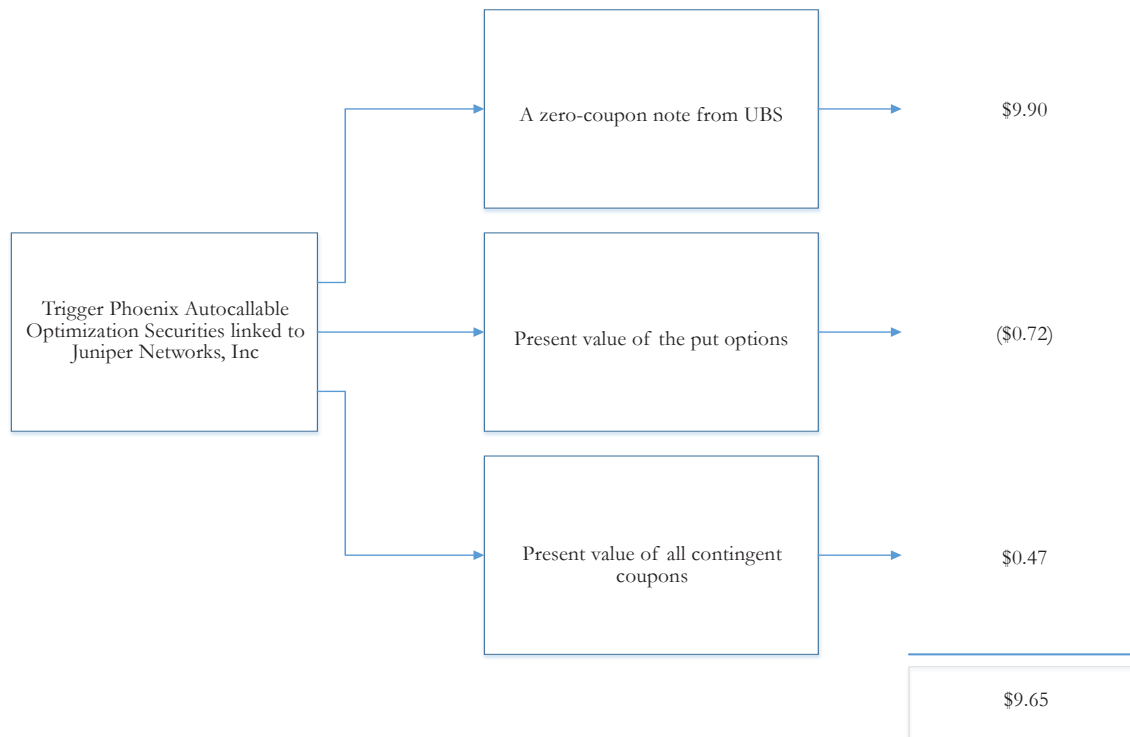 A zero-coupon note from UBS
$9.90
Trigger Phoenix Autocallable
Optimization Securities linked to
Juniper Networks, Inc
Present value of the put options
($0.72)
Present value of all contingent
coupons
$0.47
$9.65